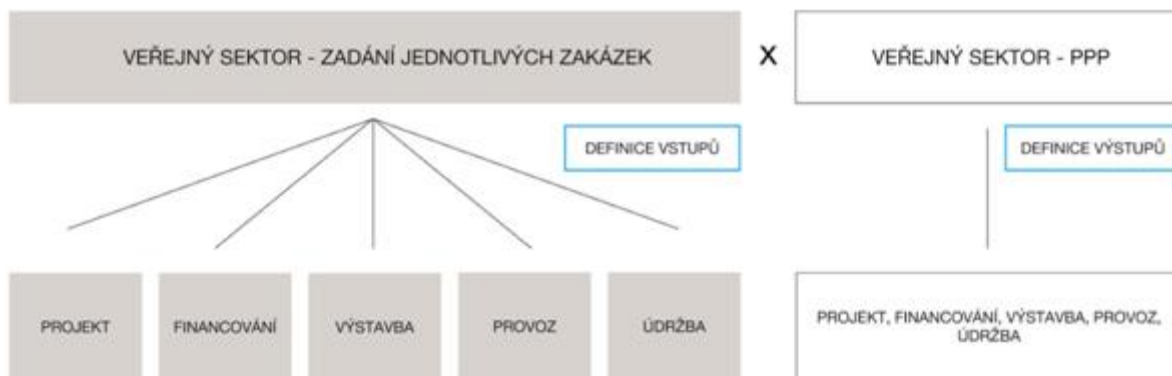 VEŘEJNÝ SEKTOR - ZADÁNÍ JEDNOTLIVÝCH ZAKÁZEK
X
VEŘEJNÝ SEKTOR - PPP
DEFINICE VSTUPŮ
DEFINICE VÝSTUPŮ
PROJEKT
FINANCOVÁNÍ
VÝSTAVBA
PROVOZ
ÚDRŽBA
PROJEKT, FINANCOVÁNÍ, VÝSTAVBA, PROVOZ,
ÚDRŽBA